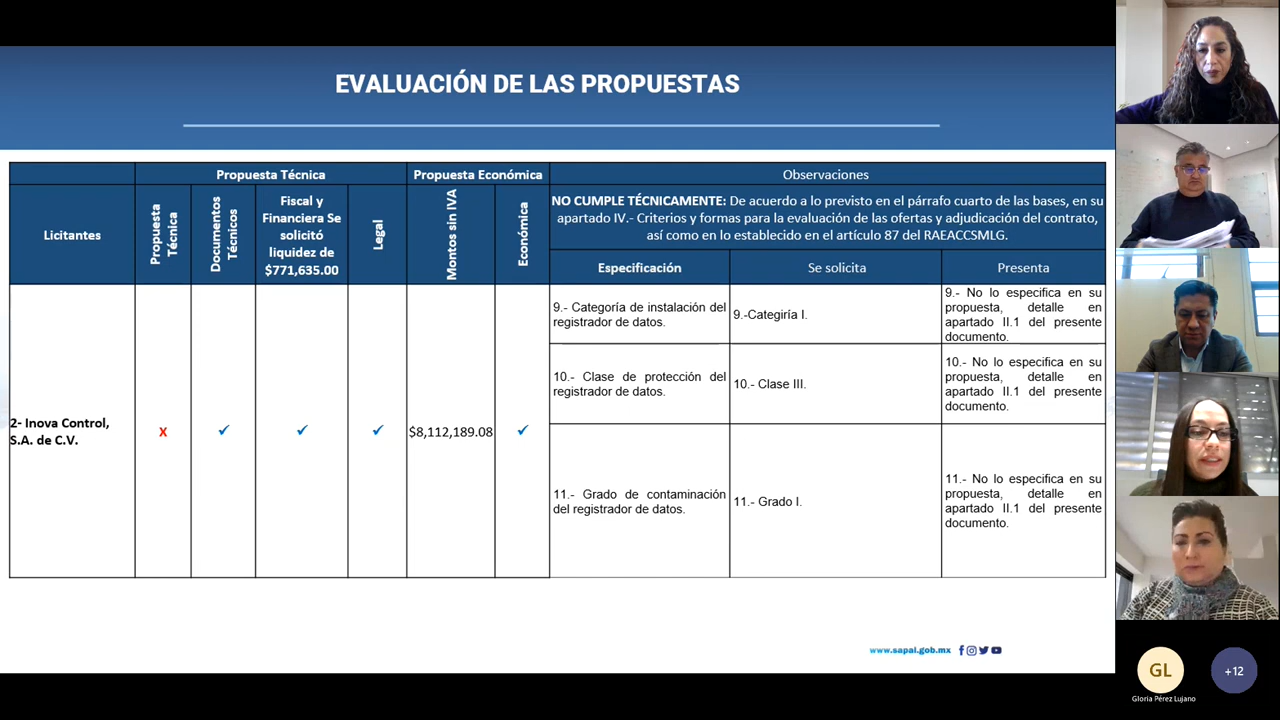 EVALUACIÓN DE LAS PROPUESTAS
Propuesta Técnica
Propuesta Económica
Observaciones
Licitantes
Propuesta
Técnica
Documentos
Técnicos
Fiscal y
Financiera Se
solicitó
liquidez de
$771,635.00
Legal
Montos sin IVA
Económica
NO CUMPLE TÉCNICAMENTE: De acuerdo a lo previsto en el párrafo cuarto de las bases, en su
apartado IV.- Criterios y formas para la evaluación de las ofertas y adjudicación del contrato,
así como en lo establecido en el artículo 87 del RAEACCSMLG.
Especificación
Se solicita
Presenta
2- Inova Control,
S.A. de C.V.
X
✓
✓
✓
$8,112,189.08
✓
9.- Categoría de instalación del
registrador de datos.
9.-Categiría I.
9.- No lo especifica en su
propuesta, detalle en
apartado II.1 del presente
documento.
10.- Clase de protección del
registrador de datos.
10.- Clase III.
10.- No lo especifica en su
propuesta, detalle en
apartado II.1 del presente
documento.
11.- Grado de contaminación
del registrador de datos.
11.- Grado I.
11.- No lo especifica en su
propuesta, detalle en
apartado II.1 del presente
documento.
www.sapal.gob.mx
GL
Gloria Pérez Lujano
+12